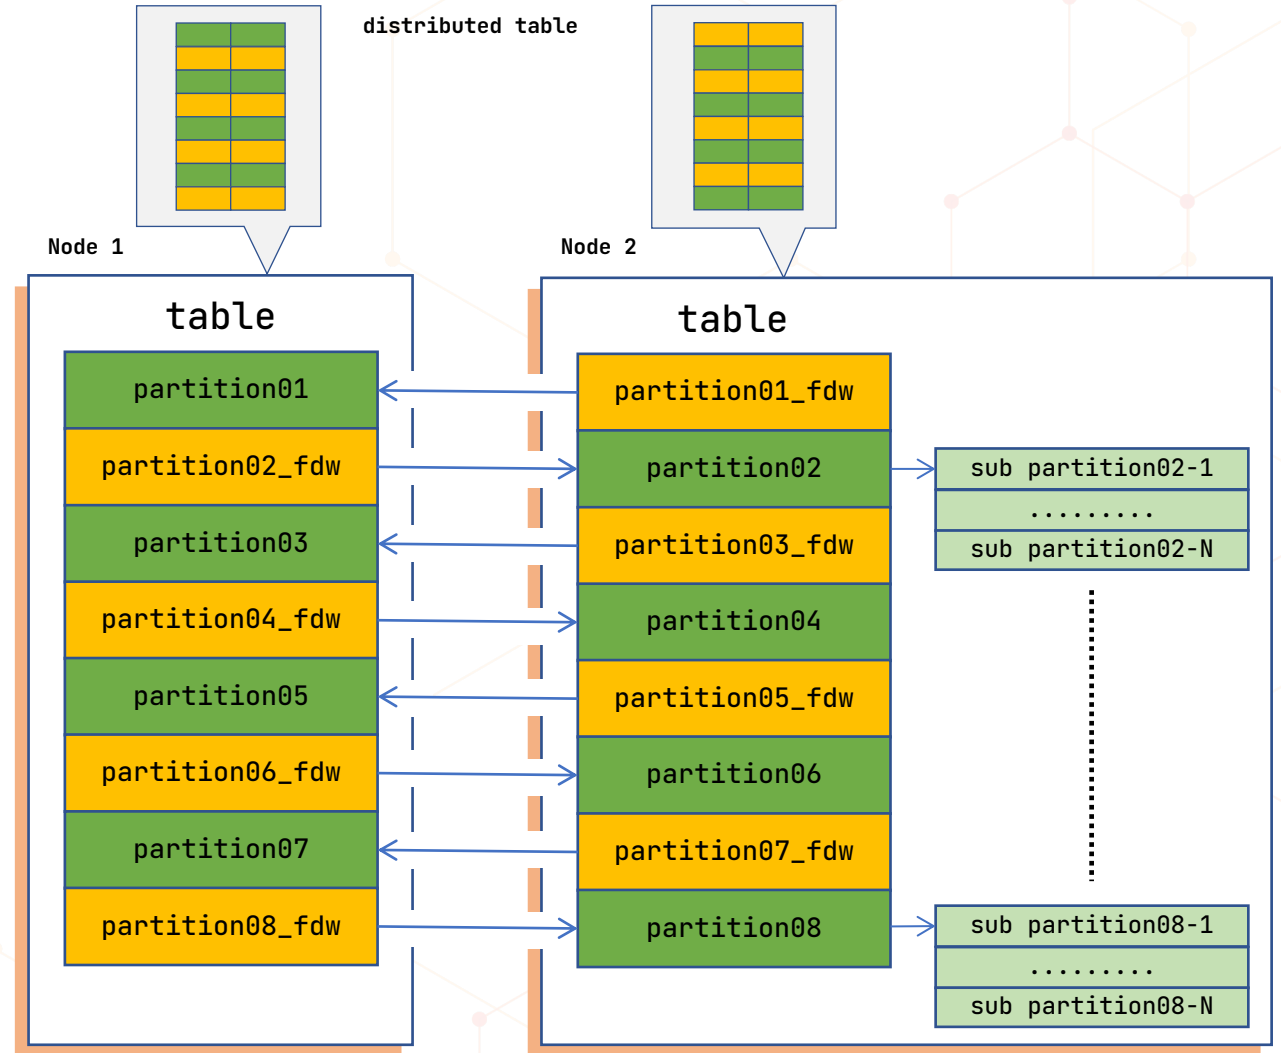 distributed table
Node 1
Node 2
table
partition01
partition02_fdw
partition03
partition04_fdw
partition05
partition06_fdw
partition07
partition08_fdw
table
partition01_fdw
partition02
partition03_fdw
partition04
partition05_fdw
partition06
partition07_fdw
partition08
sub partition02-1
.........
sub partition02-N
sub partition08-1
.........
sub partition08-N